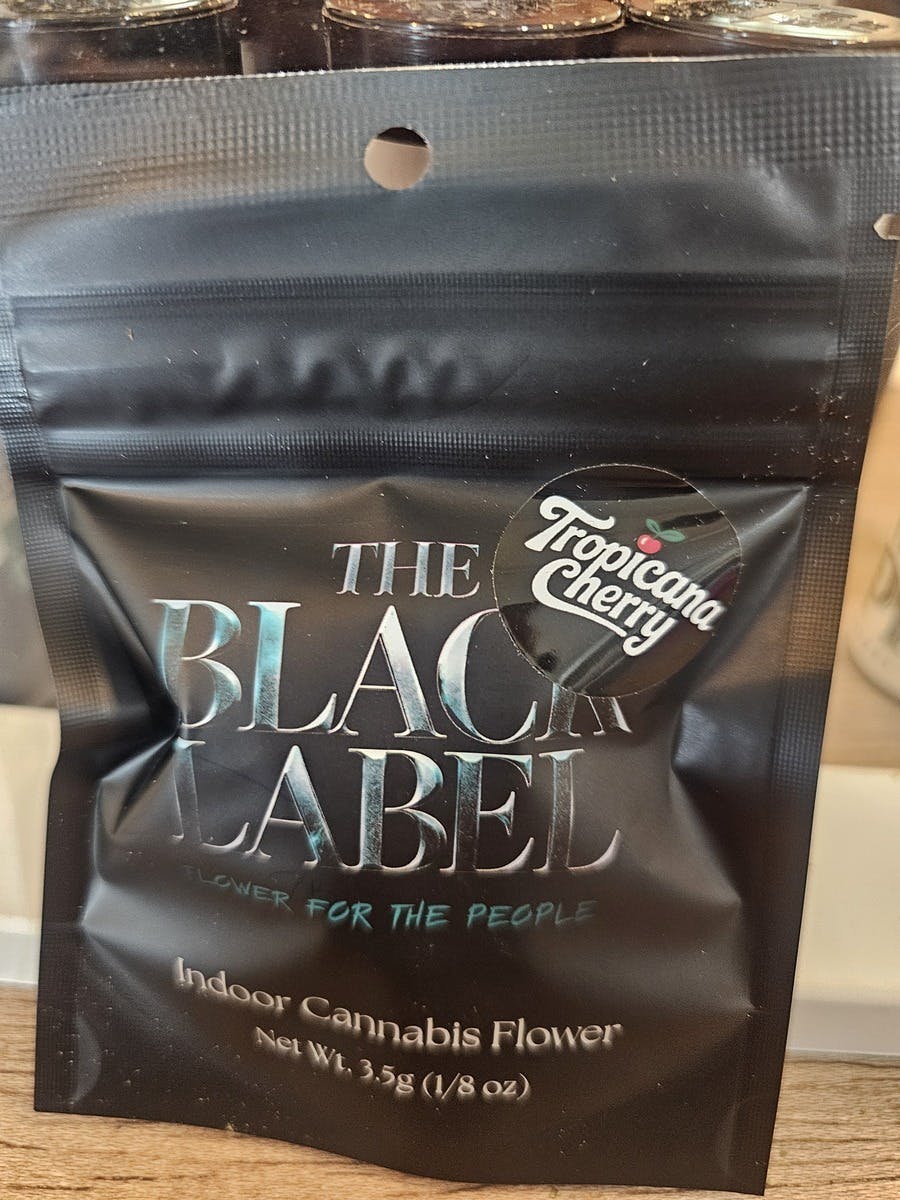 THE
BLACK
LABEL
FLOWER FOR THE PEOPLE
Tropicana
Cherry
Indoor Cannabis Flower
Net Wt. 3.5g (1/8 oz)